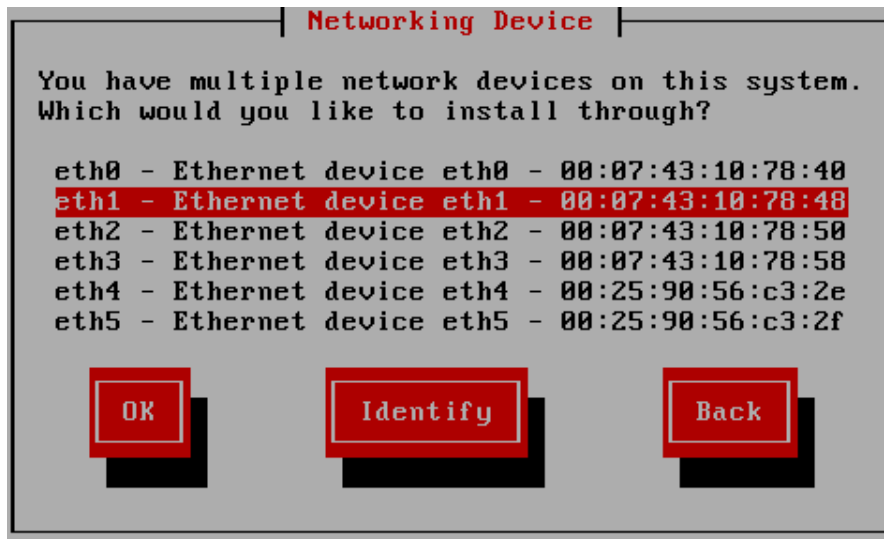 Networking Device
You have multiple network devices on this system.
Which would you like to install through?
eth0 - Ethernet device eth0 - 00:07:43:10:78:40
eth1 - Ethernet device eth1 - 00:07:43:10:78:48
eth2 - Ethernet device eth2 - 00:07:43:10:78:50
eth3 - Ethernet device eth3 - 00:07:43:10:78:58
eth4 - Ethernet device eth4 - 00:25:90:56:c3:2e
eth5 - Ethernet device eth5 - 00:25:90:56:c3:2f
OK Identify Back